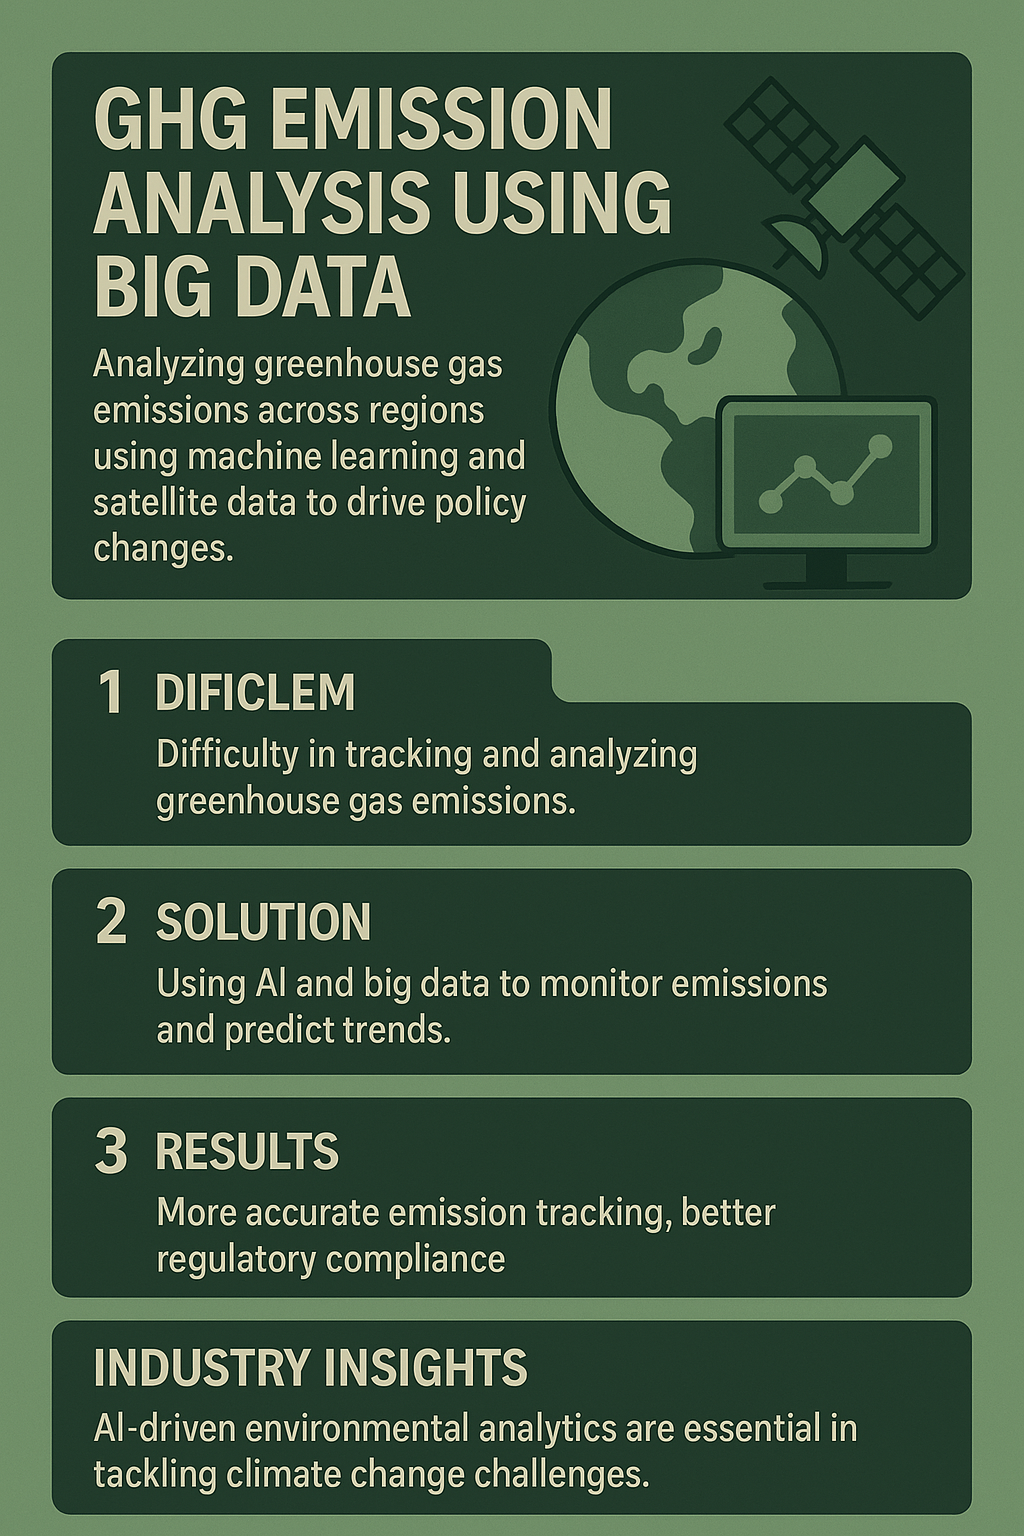 GHG EMISSION
ANALYSIS USING
BIG DATA
Analyzing greenhouse gas
emissions across regions
using machine learning and
satellite data to drive policy
changes.
1 DIFICLEM
Difficulty in tracking and analyzing
greenhouse gas emissions.
2 SOLUTION
Using AI and big data to monitor emissions
and predict trends.
3 RESULTS
More accurate emission tracking, better
regulatory compliance
INDUSTRY INSIGHTS
AI-driven environmental analytics are essential in
tackling climate change challenges.